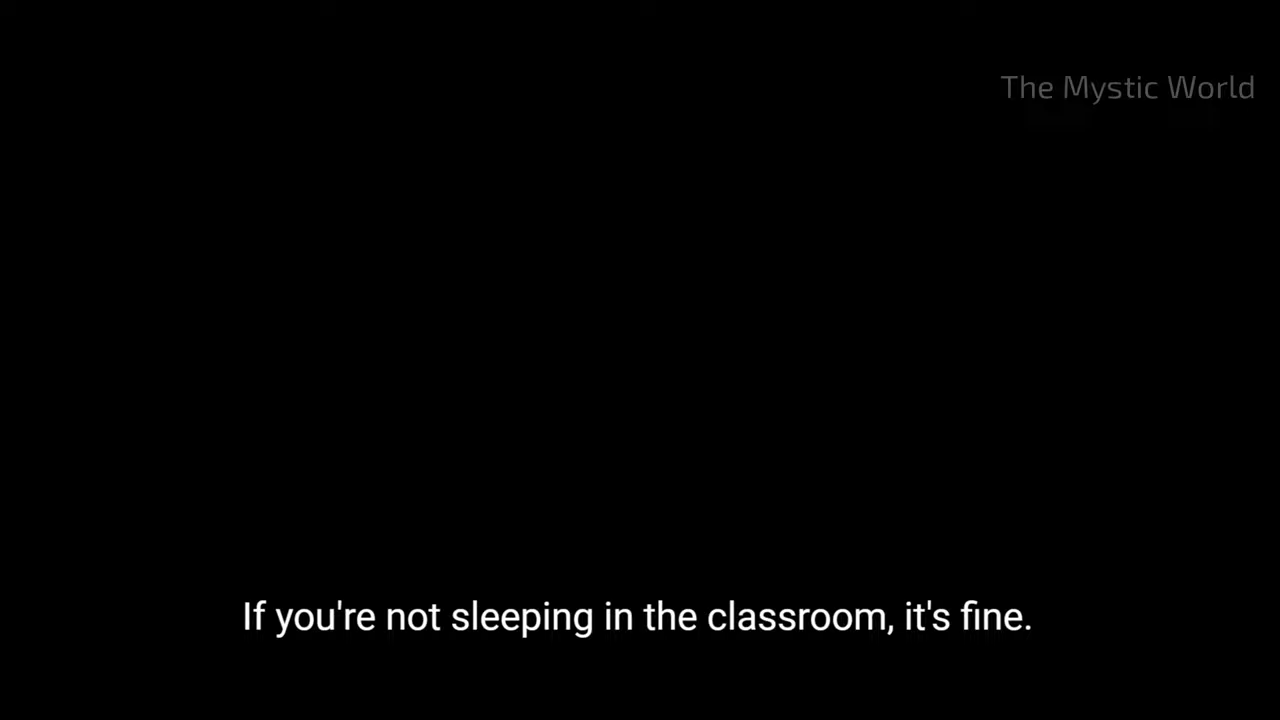 The Mystic World
If you're not sleeping in the classroom, it's fine.